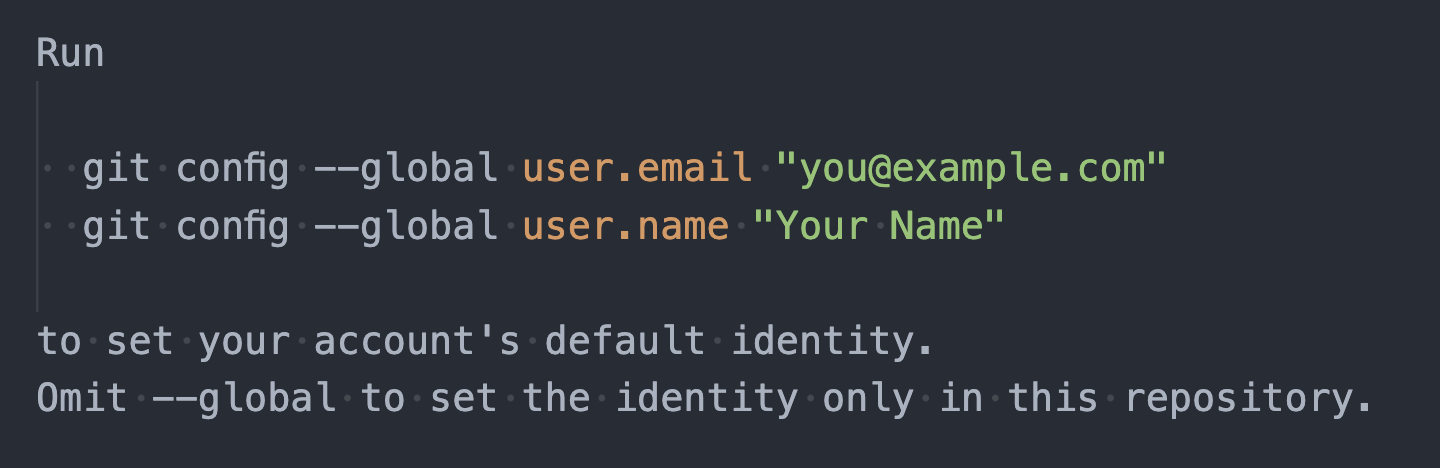 Run
git config --global user.email "you@example.com"
git config --global user.name "Your Name"
to set your account's default identity.
Omit --global to set the identity only in this repository.